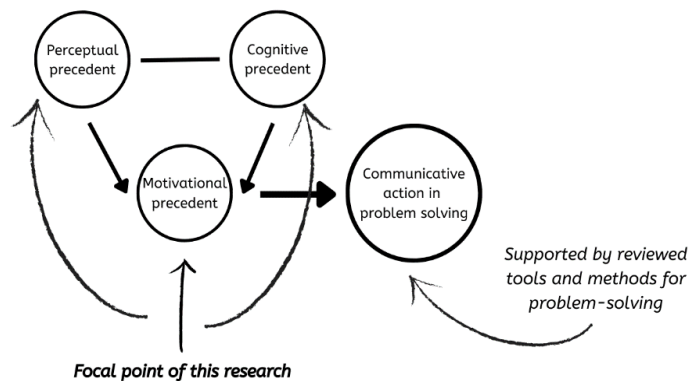 Perceptual
precedent
Cognitive
precedent
Motivational
precedent
Communicative
action in
problem solving
Supported by reviewed
tools and methods for
problem-solving
Focal point of this research